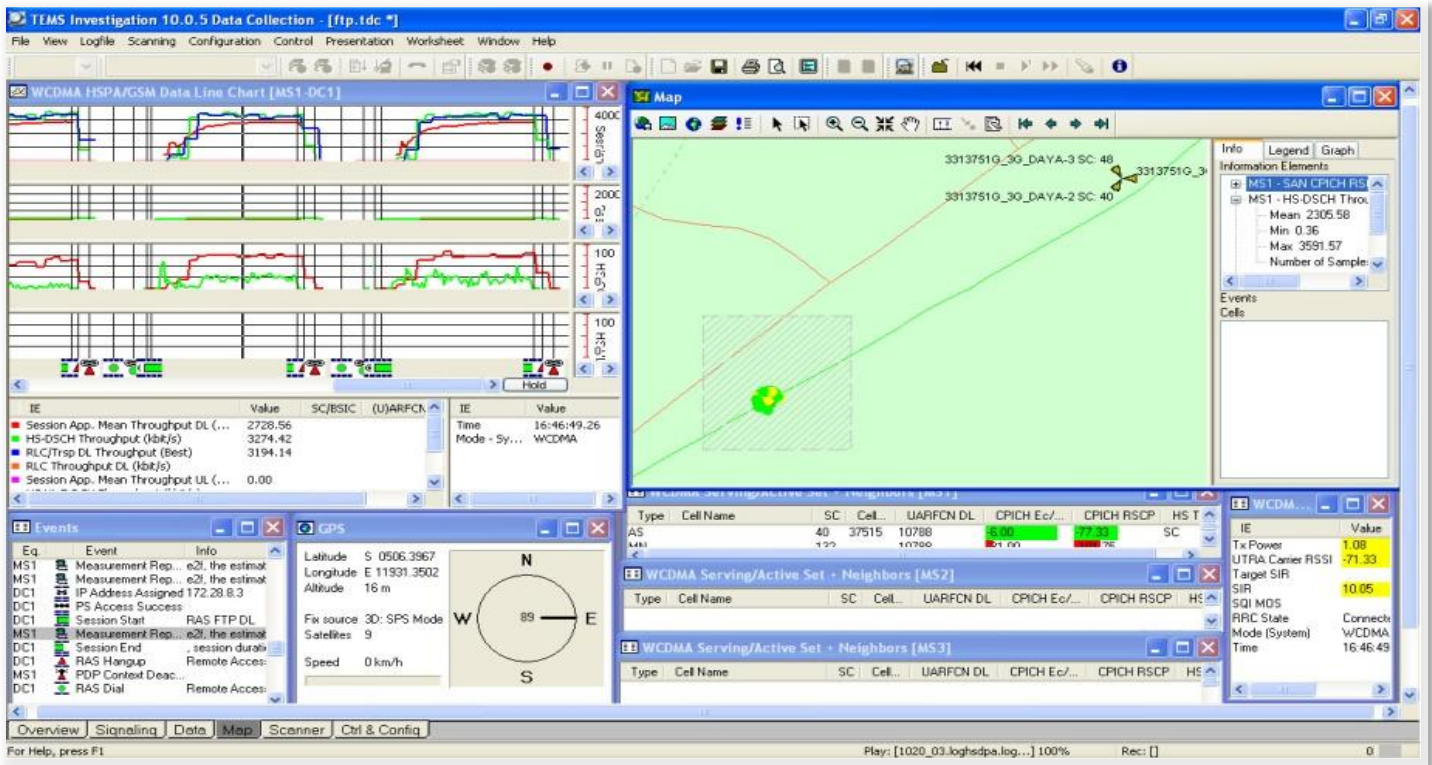 TEMS Investigation 10.0.5 Data Collection - [ftp.tdc *]
File View Logfile Scanning Configuration Control Presentation Worksheet Window Help
WCDMA HSPA/GSM Data Line Chart [MS1-DC1]
4000
200
100
100
Hold
IE Value SC/BSIC (U)ARFCN
Session App. Mean Throughput DL (... 2728.56
HS-DSCH Throughput (kbit/s) 3274.42
RLC/Trsp DL Throughput (Best) 3194.14
RLC Throughput DL (kbit/s)
Session App. Mean Throughput UL (... 0.00
IE Value
Time 16:46:49.26
Mode - Sy... WCDMA
Map
3313751G_3G_DAYA-3 SC: 48
3313751G_3
3313751G_3G_DAYA-2 SC: 40
Info Legend Graph
Information Elements
MS1 - SAN CPICH RS
MS1 - HS-DSCH Throu
Mean 2305.58
Min 0.36
Max 3591.57
Number of Sample
Events
Cells
Events
Eq. Event Info
MS1 Measurement Rep... e2f, the estimat
MS1 Measurement Rep... e2f, the estimat
DC1 IP Address Assigned 172.28.8.3
DC1 PS Access Success
DC1 Session Start RAS FTP DL
MS1 Measurement Rep... e2f, the estimat
DC1 Session End , session durati
DC1 RAS Hangup Remote Acces
MS1 PDP Context Deac...
DC1 RAS Dial Remote Acces
GPS
Latitude S 0506.3967
Longitude E 11931.3502
Altitude 16 m
Fix source 3D: SPS Mode
Satellites 9
Speed 0 km/h
N
W 89 E
S
WCDMA Serving/Active Set + Neighbors [MS1]
Type Cell Name SC Cell... UARFCN DL CPICH Ec/... CPICH RSCP HS T
AS 40 37515 10788 -6.00 -77.33 SC
WCDMA Serving/Active Set + Neighbors [MS2]
Type Cell Name SC Cell... UARFCN DL CPICH Ec/... CPICH RSCP HS
WCDMA Serving/Active Set + Neighbors [MS3]
Type Cell Name SC Cell... UARFCN DL CPICH Ec/... CPICH RSCP HS
WCDM...
IE Value
Tx Power 1.08
UTRA Carrier RSSI -71.33
Target SIR
SIR 10.05
SQI MOS
RRC State Connecte
Mode (System) WCDMA
Time 16:46:49
Overview Signaling Data Map Scanner Ctrl & Config
For Help, press F1
Play: [1020_03.loghsdpa.log...] 100% Rec: [] 0